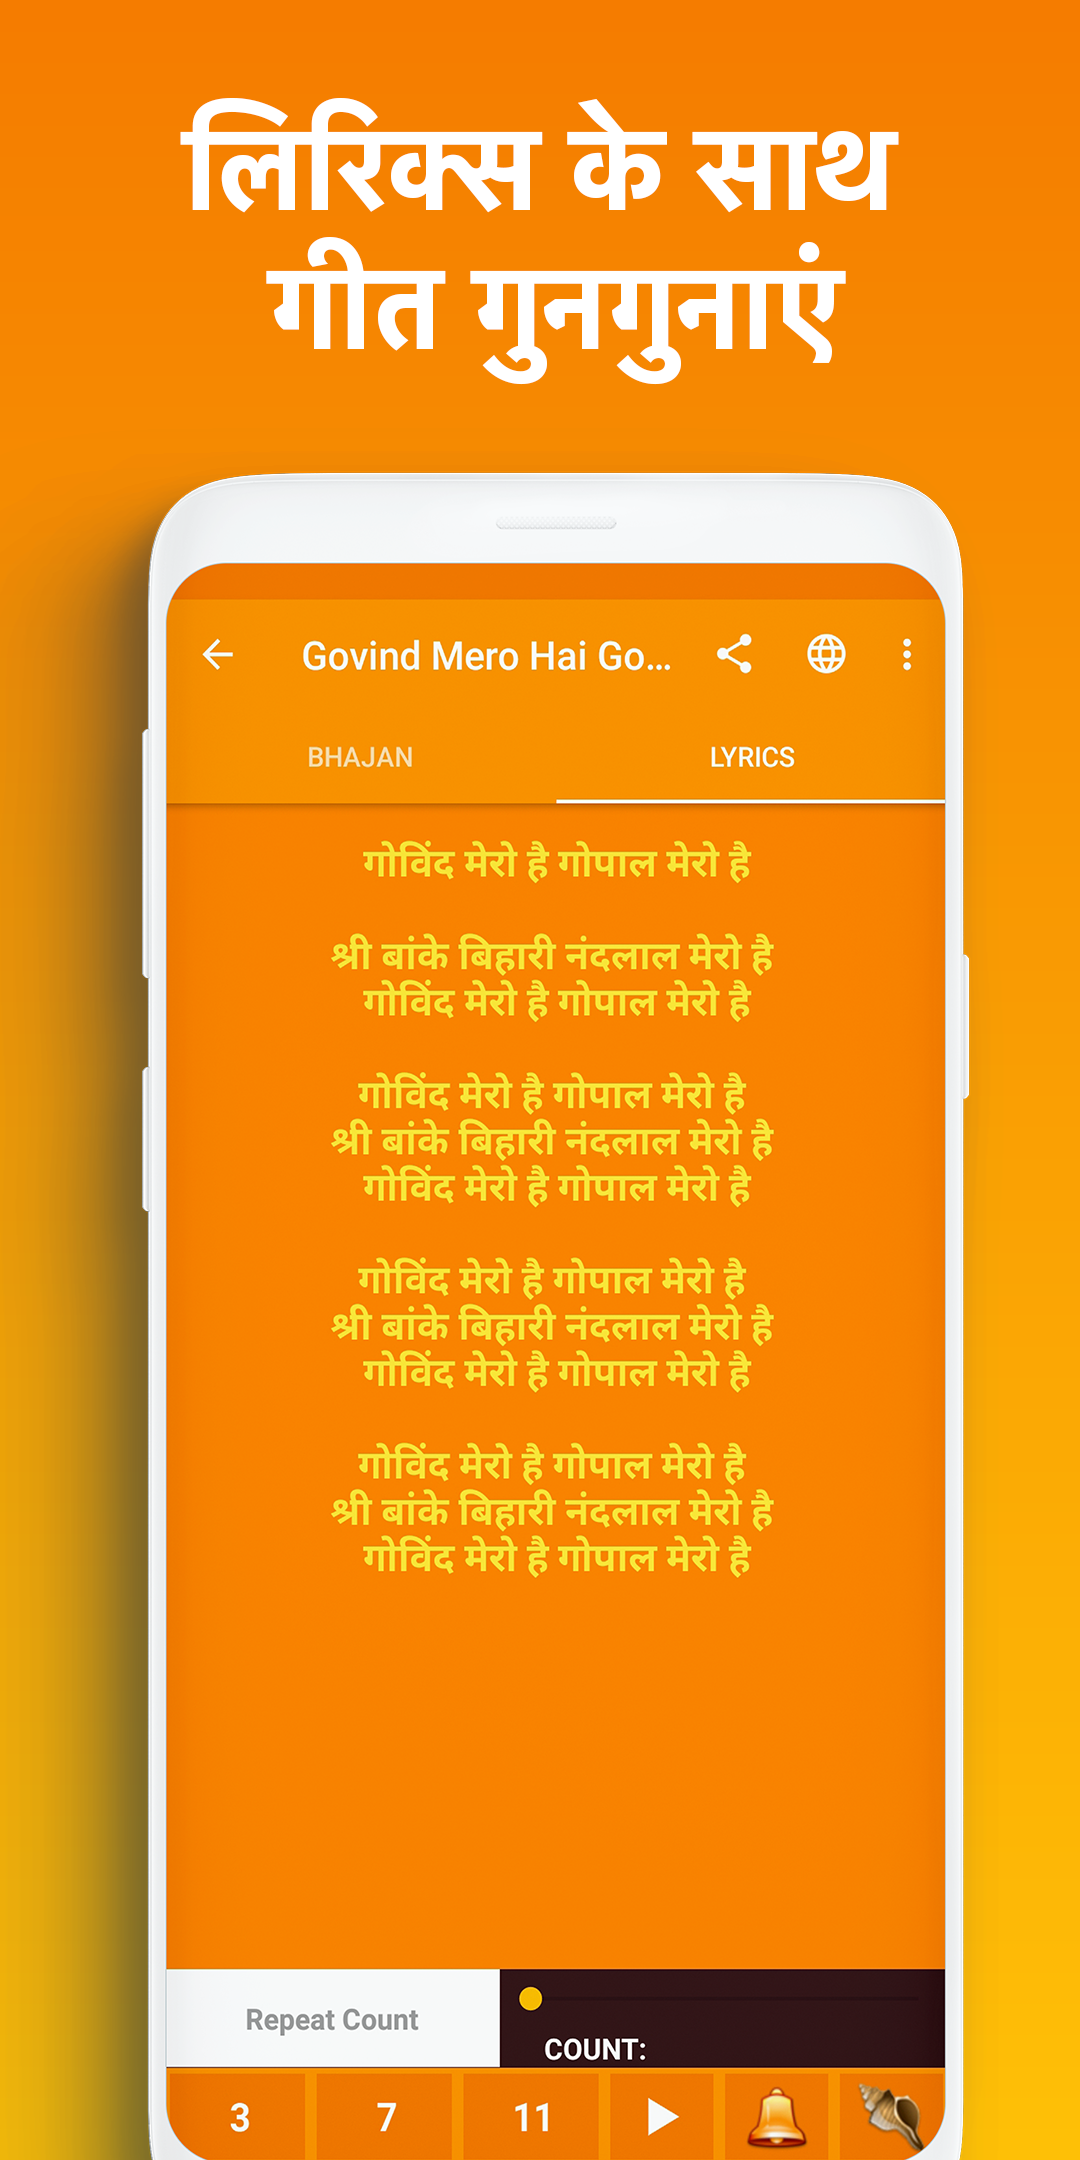 लिरिक्स के साथ
गीत गुनगुनाएं
Govind Mero Hai Go...
BHAJAN
LYRICS
गोविंद मेरो है गोपाल मेरो है
श्री बांके बिहारी नंदलाल मेरो है
गोविंद मेरो है गोपाल मेरो है
गोविंद मेरो है गोपाल मेरो है
श्री बांके बिहारी नंदलाल मेरो है
गोविंद मेरो है गोपाल मेरो है
गोविंद मेरो है गोपाल मेरो है
श्री बांके बिहारी नंदलाल मेरो है
गोविंद मेरो है गोपाल मेरो है
गोविंद मेरो है गोपाल मेरो है
श्री बांके बिहारी नंदलाल मेरो है
गोविंद मेरो है गोपाल मेरो है
Repeat Count
COUNT:
3
7
11